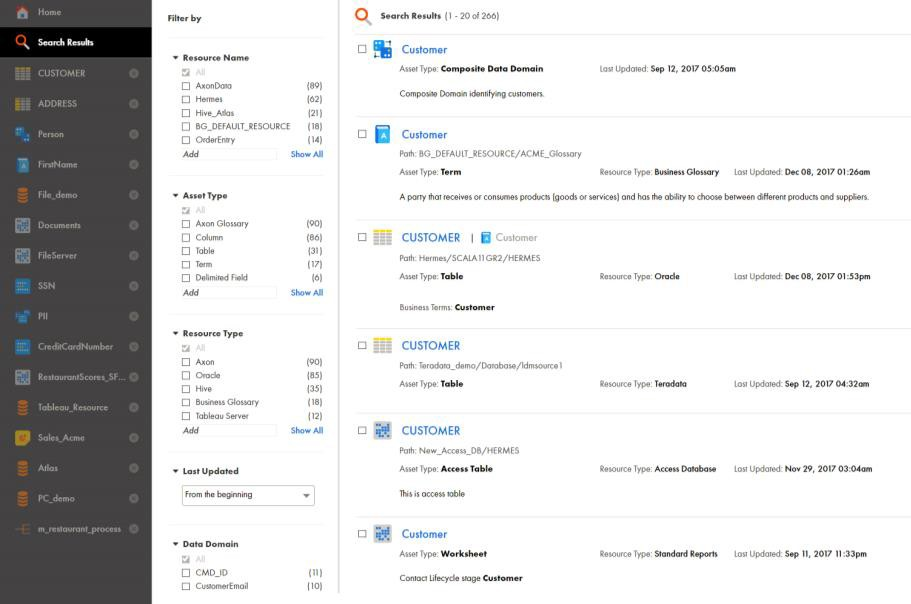 Home
Search Results
CUSTOMER
ADDRESS
Person
FirstName
File_demo
Documents
FileServer
SSN
PII
CreditCardNumber
RestaurantScores_SF...
Tableau_Resource
Sales_Acme
Atlas
PC_demo
m_restaurant_process
Filter by
Resource Name
All
AxonData (89)
Hermes (62)
Hive_Atlas (21)
BG_DEFAULT_RESOURCE (18)
OrderEntry (14)
Add Show All
Asset Type
All
Axon Glossary (90)
Column (86)
Table (31)
Term (17)
Delimited Field (6)
Add Show All
Resource Type
All
Axon (90)
Oracle (85)
Hive (35)
Business Glossary (18)
Tableau Server (12)
Add Show All
Last Updated
From the beginning
Data Domain
All
CMD_ID (11)
CustomerEmail (10)
Search Results (1 - 20 of 266)
Customer
Asset Type: Composite Data Domain Last Updated: Sep 12, 2017 05:05am
Composite Domain identifying customers.
Customer
Path: BG_DEFAULT_RESOURCE/ACME_Glossary
Asset Type: Term Resource Type: Business Glossary Last Updated: Dec 08, 2017 01:26am
A party that receives or consumes products (goods or services) and has the ability to choose between different products and suppliers.
CUSTOMER | A Customer
Path: Hermes/SCALA11GR2/HERMES
Asset Type: Table Resource Type: Oracle Last Updated: Dec 08, 2017 01:53pm
Business Terms: Customer
CUSTOMER
Path: Teradata_demo/Database/ldmsource1
Asset Type: Table Resource Type: Teradata Last Updated: Sep 12, 2017 04:32am
CUSTOMER
Path: New_Access_DB/HERMES
Asset Type: Access Table Resource Type: Access Database Last Updated: Nov 29, 2017 03:04am
This is access table
Customer
Asset Type: Worksheet Resource Type: Standard Reports Last Updated: Sep 11, 2017 11:33pm
Contact Lifecycle stage Customer